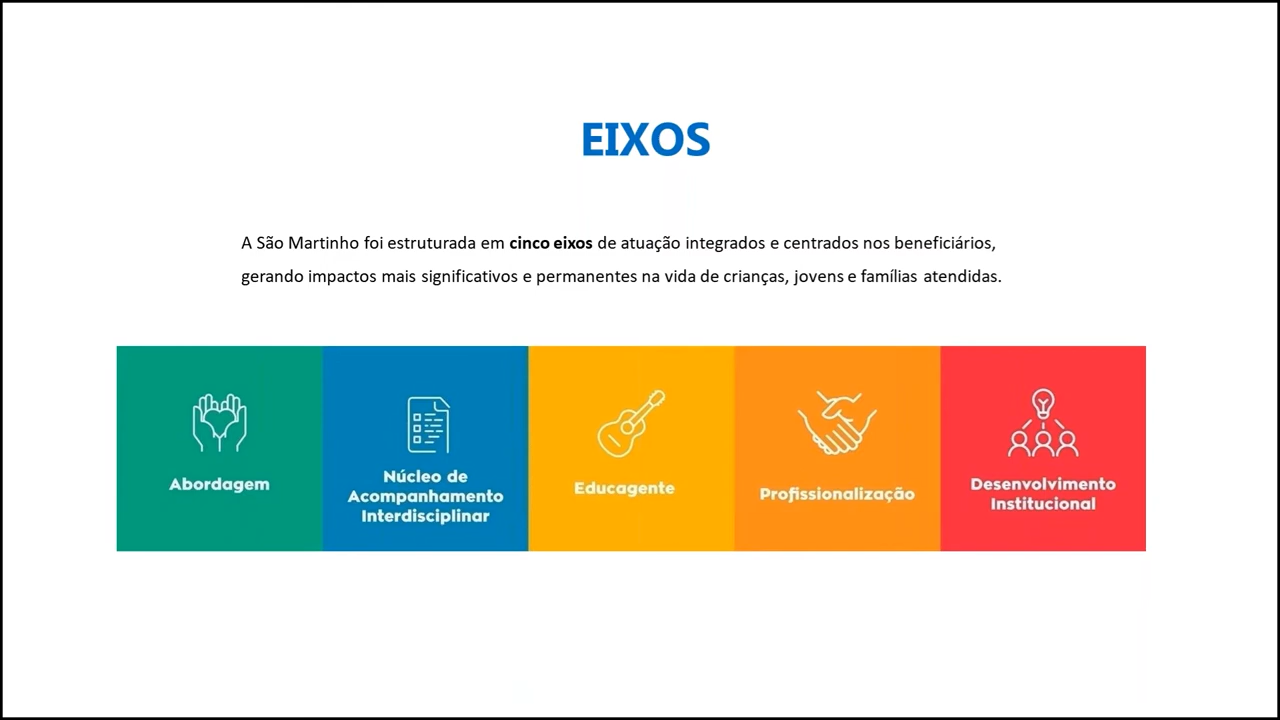 EIXOS
A São Martinho foi estruturada em cinco eixos de atuação integrados e centrados nos beneficiários,
gerando impactos mais significativos e permanentes na vida de crianças, jovens e famílias atendidas.
Abordagem
Núcleo de
Acompanhamento
Interdisciplinar
Educagente
Profissionalização
Desenvolvimento
Institucional